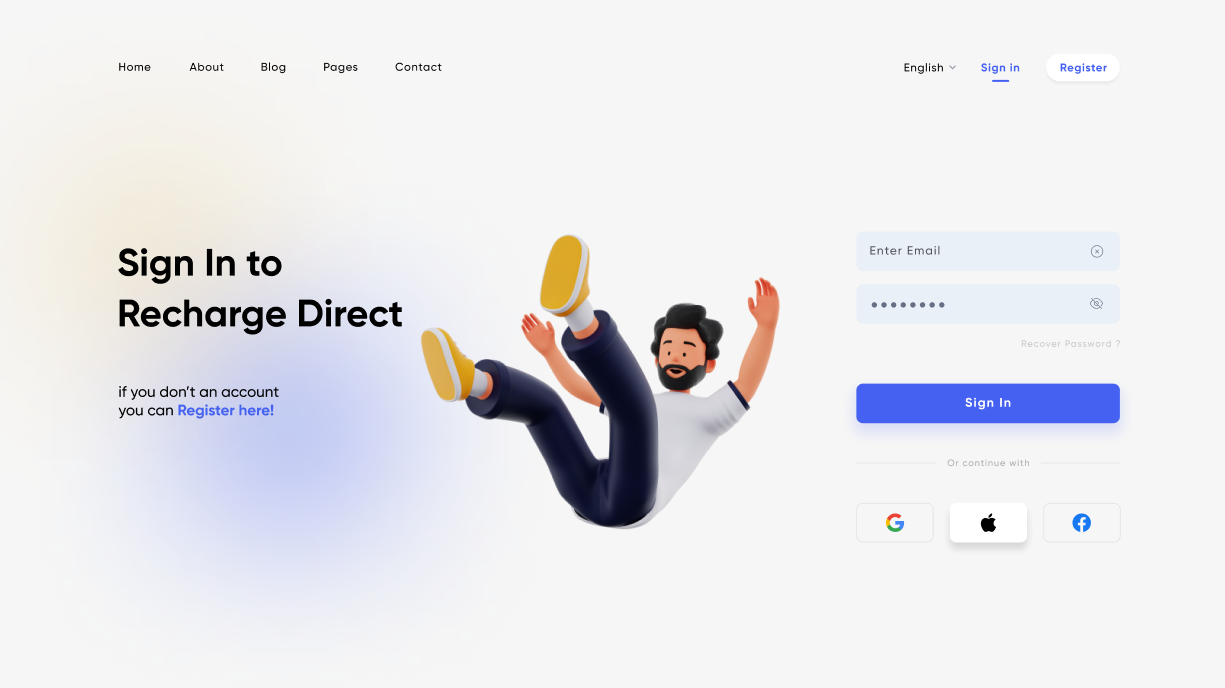 Home About Blog Pages Contact English Sign in Register
Sign In to
Recharge Direct
if you don’t an account
you can Register here!
Enter Email
●●●●●●●●
Recover Password ?
Sign In
Or continue with